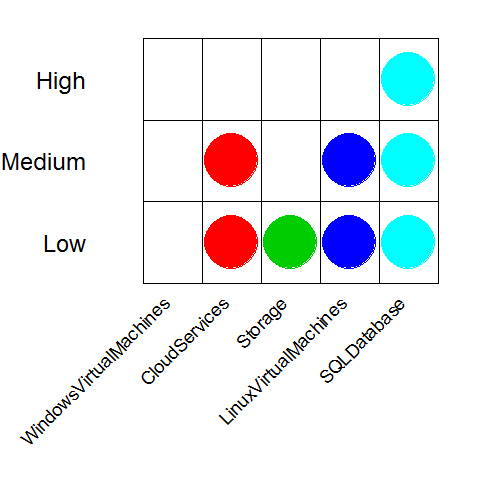 High
Medium
Low
WindowsVirtualMachines
CloudServices
Storage
LinuxVirtualMachines
SQLDatabase